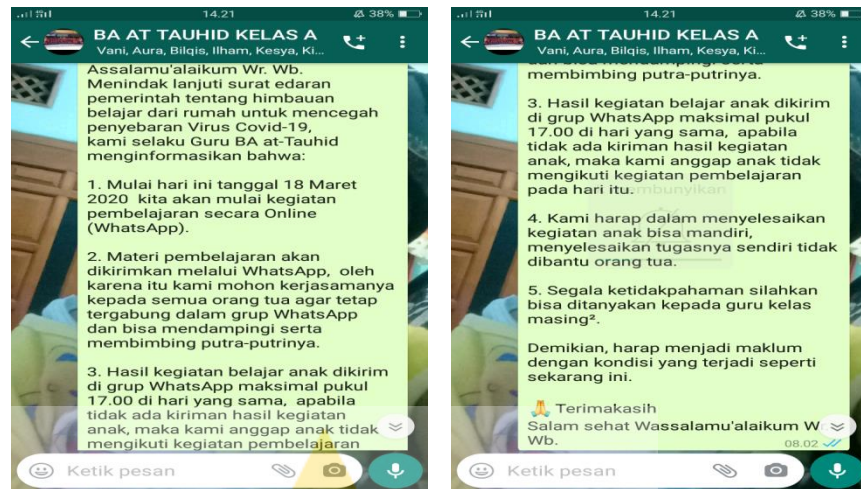 14.21
38%
BA AT TAUHID KELAS A
Vani, Aura, Bilqis, Ilham, Kesya, Ki...
Assalamu'alaikum Wr. Wb.
Menindak lanjuti surat edaran
pemerintah tentang himbauan
belajar dari rumah untuk mencegah
penyebaran Virus Covid-19,
kami selaku Guru BA at-Tauhid
menginformasikan bahwa:
1. Mulai hari ini tanggal 18 Maret
2020 kita akan mulai kegiatan
pembelajaran secara Online
(WhatsApp).
2. Materi pembelajaran akan
dikirimkan melalui WhatsApp, oleh
karena itu kami mohon kerjasamanya
kepada semua orang tua agar tetap
tergabung dalam grup WhatsApp
dan bisa mendampingi serta
membimbing putra-putrinya.
3. Hasil kegiatan belajar anak dikirim
di grup WhatsApp maksimal pukul
17.00 di hari yang sama, apabila
tidak ada kiriman hasil kegiatan
anak, maka kami anggap anak tidak
mengikuti kegiatan pembelajaran
Ketik pesan
14.21
38%
BA AT TAUHID KELAS A
Vani, Aura, Bilqis, Ilham, Kesya, Ki...
dan bisa mendampingi serta
membimbing putra-putrinya.
3. Hasil kegiatan belajar anak dikirim
di grup WhatsApp maksimal pukul
17.00 di hari yang sama, apabila
tidak ada kiriman hasil kegiatan
anak, maka kami anggap anak tidak
mengikuti kegiatan pembelajaran
pada hari itu.
4. Kami harap dalam menyelesaikan
kegiatan anak bisa mandiri,
menyelesaikan tugasnya sendiri tidak
dibantu orang tua.
5. Segala ketidakpahaman silahkan
bisa ditanyakan kepada guru kelas
masing².
Demikian, harap menjadi maklum
dengan kondisi yang terjadi seperti
sekarang ini.
🙏 Terimakasih
Salam sehat Wassalamu'alaikum W
Wb.
08.02
Ketik pesan